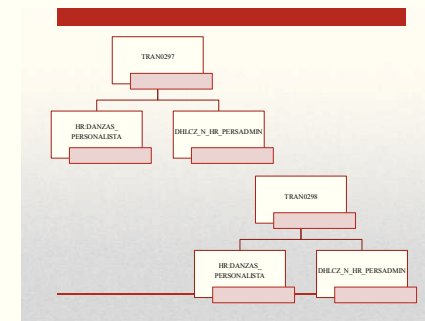 TRAN0297
HR:DANZAS_
PERSONALISTA
DHLCZ_N_HR_PERSADMIN
TRAN0298
HR:DANZAS_
PERSONALISTA
DHLCZ_N_HR_PERSADMIN